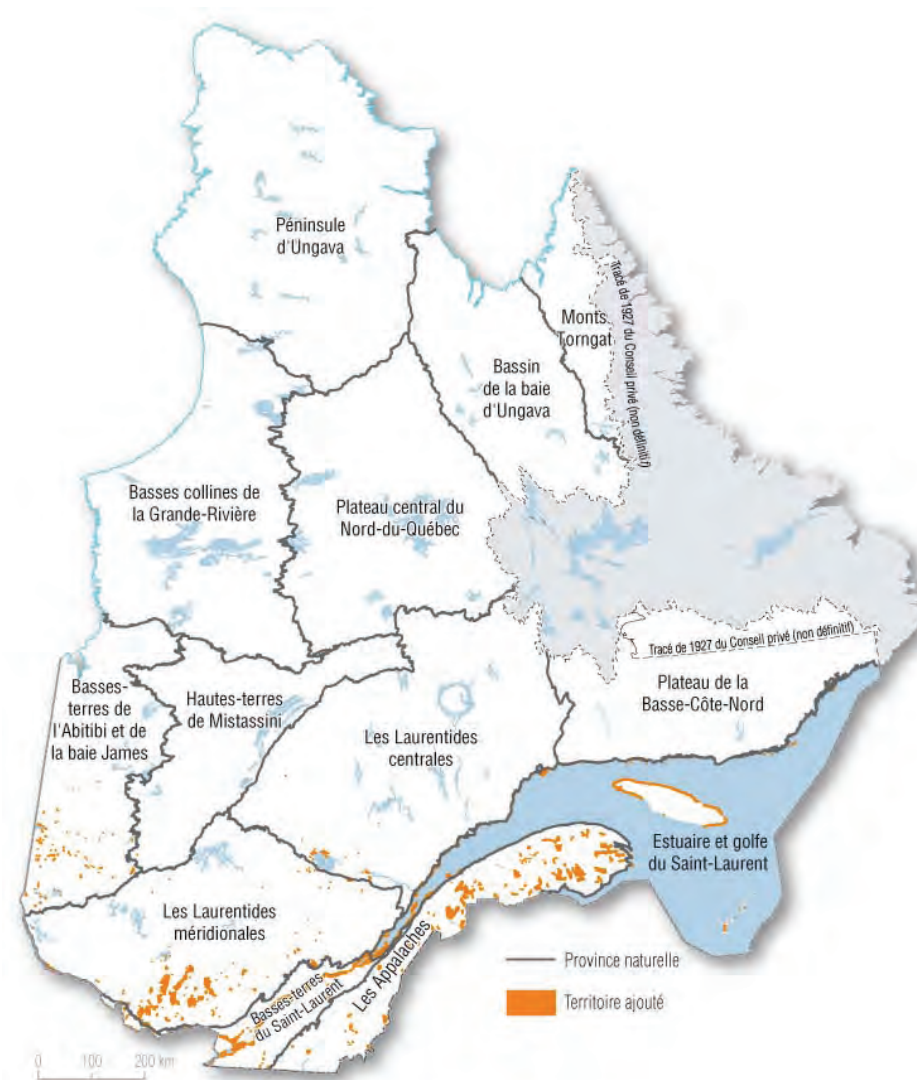 Péninsule
d'Ungava
Tracé de 1927 du Conseil privé (non définitif)
Monts
Torngat
Bassin
de la baie
d'Ungava
Basses collines de
la Grande-Rivière
Plateau central du
Nord-du-Québec
Tracé de 1927 du Conseil privé (non définitif)
Basses-
terres de
l'Abitibi et de
la baie James
Hautes-terres
de Mistassini
Plateau de la
Basse-Côte-Nord
Les Laurentides
centrales
Estuaire et golfe
du Saint-Laurent
Les Laurentides
méridionales
Basses-terres
du Saint-Laurent
Les Appalaches
Province naturelle
Territoire ajouté
0 100 200 km